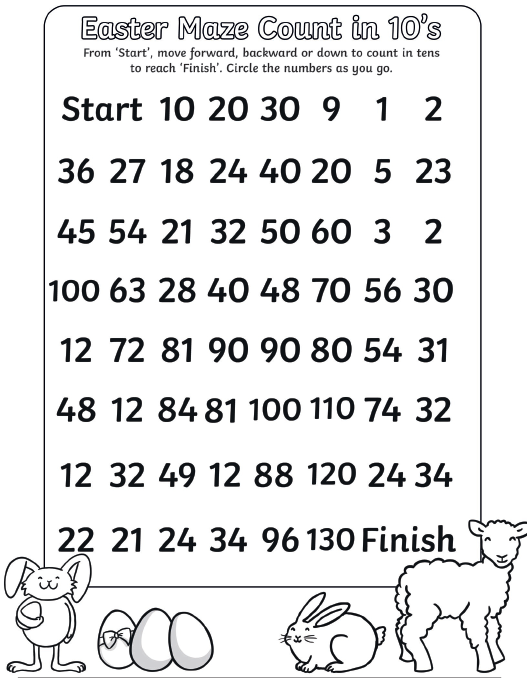 Easter Maze Count in 10's
From 'Start', move forward, backward or down to count in tens
to reach 'Finish'. Circle the numbers as you go.
Start 10 20 30 9 1 2
36 27 18 24 40 20 5 23
45 54 21 32 50 60 3 2
100 63 28 40 48 70 56 30
12 72 81 90 90 80 54 31
48 12 84 81 100 110 74 32
12 32 49 12 88 120 24 34
22 21 24 34 96 130 Finish